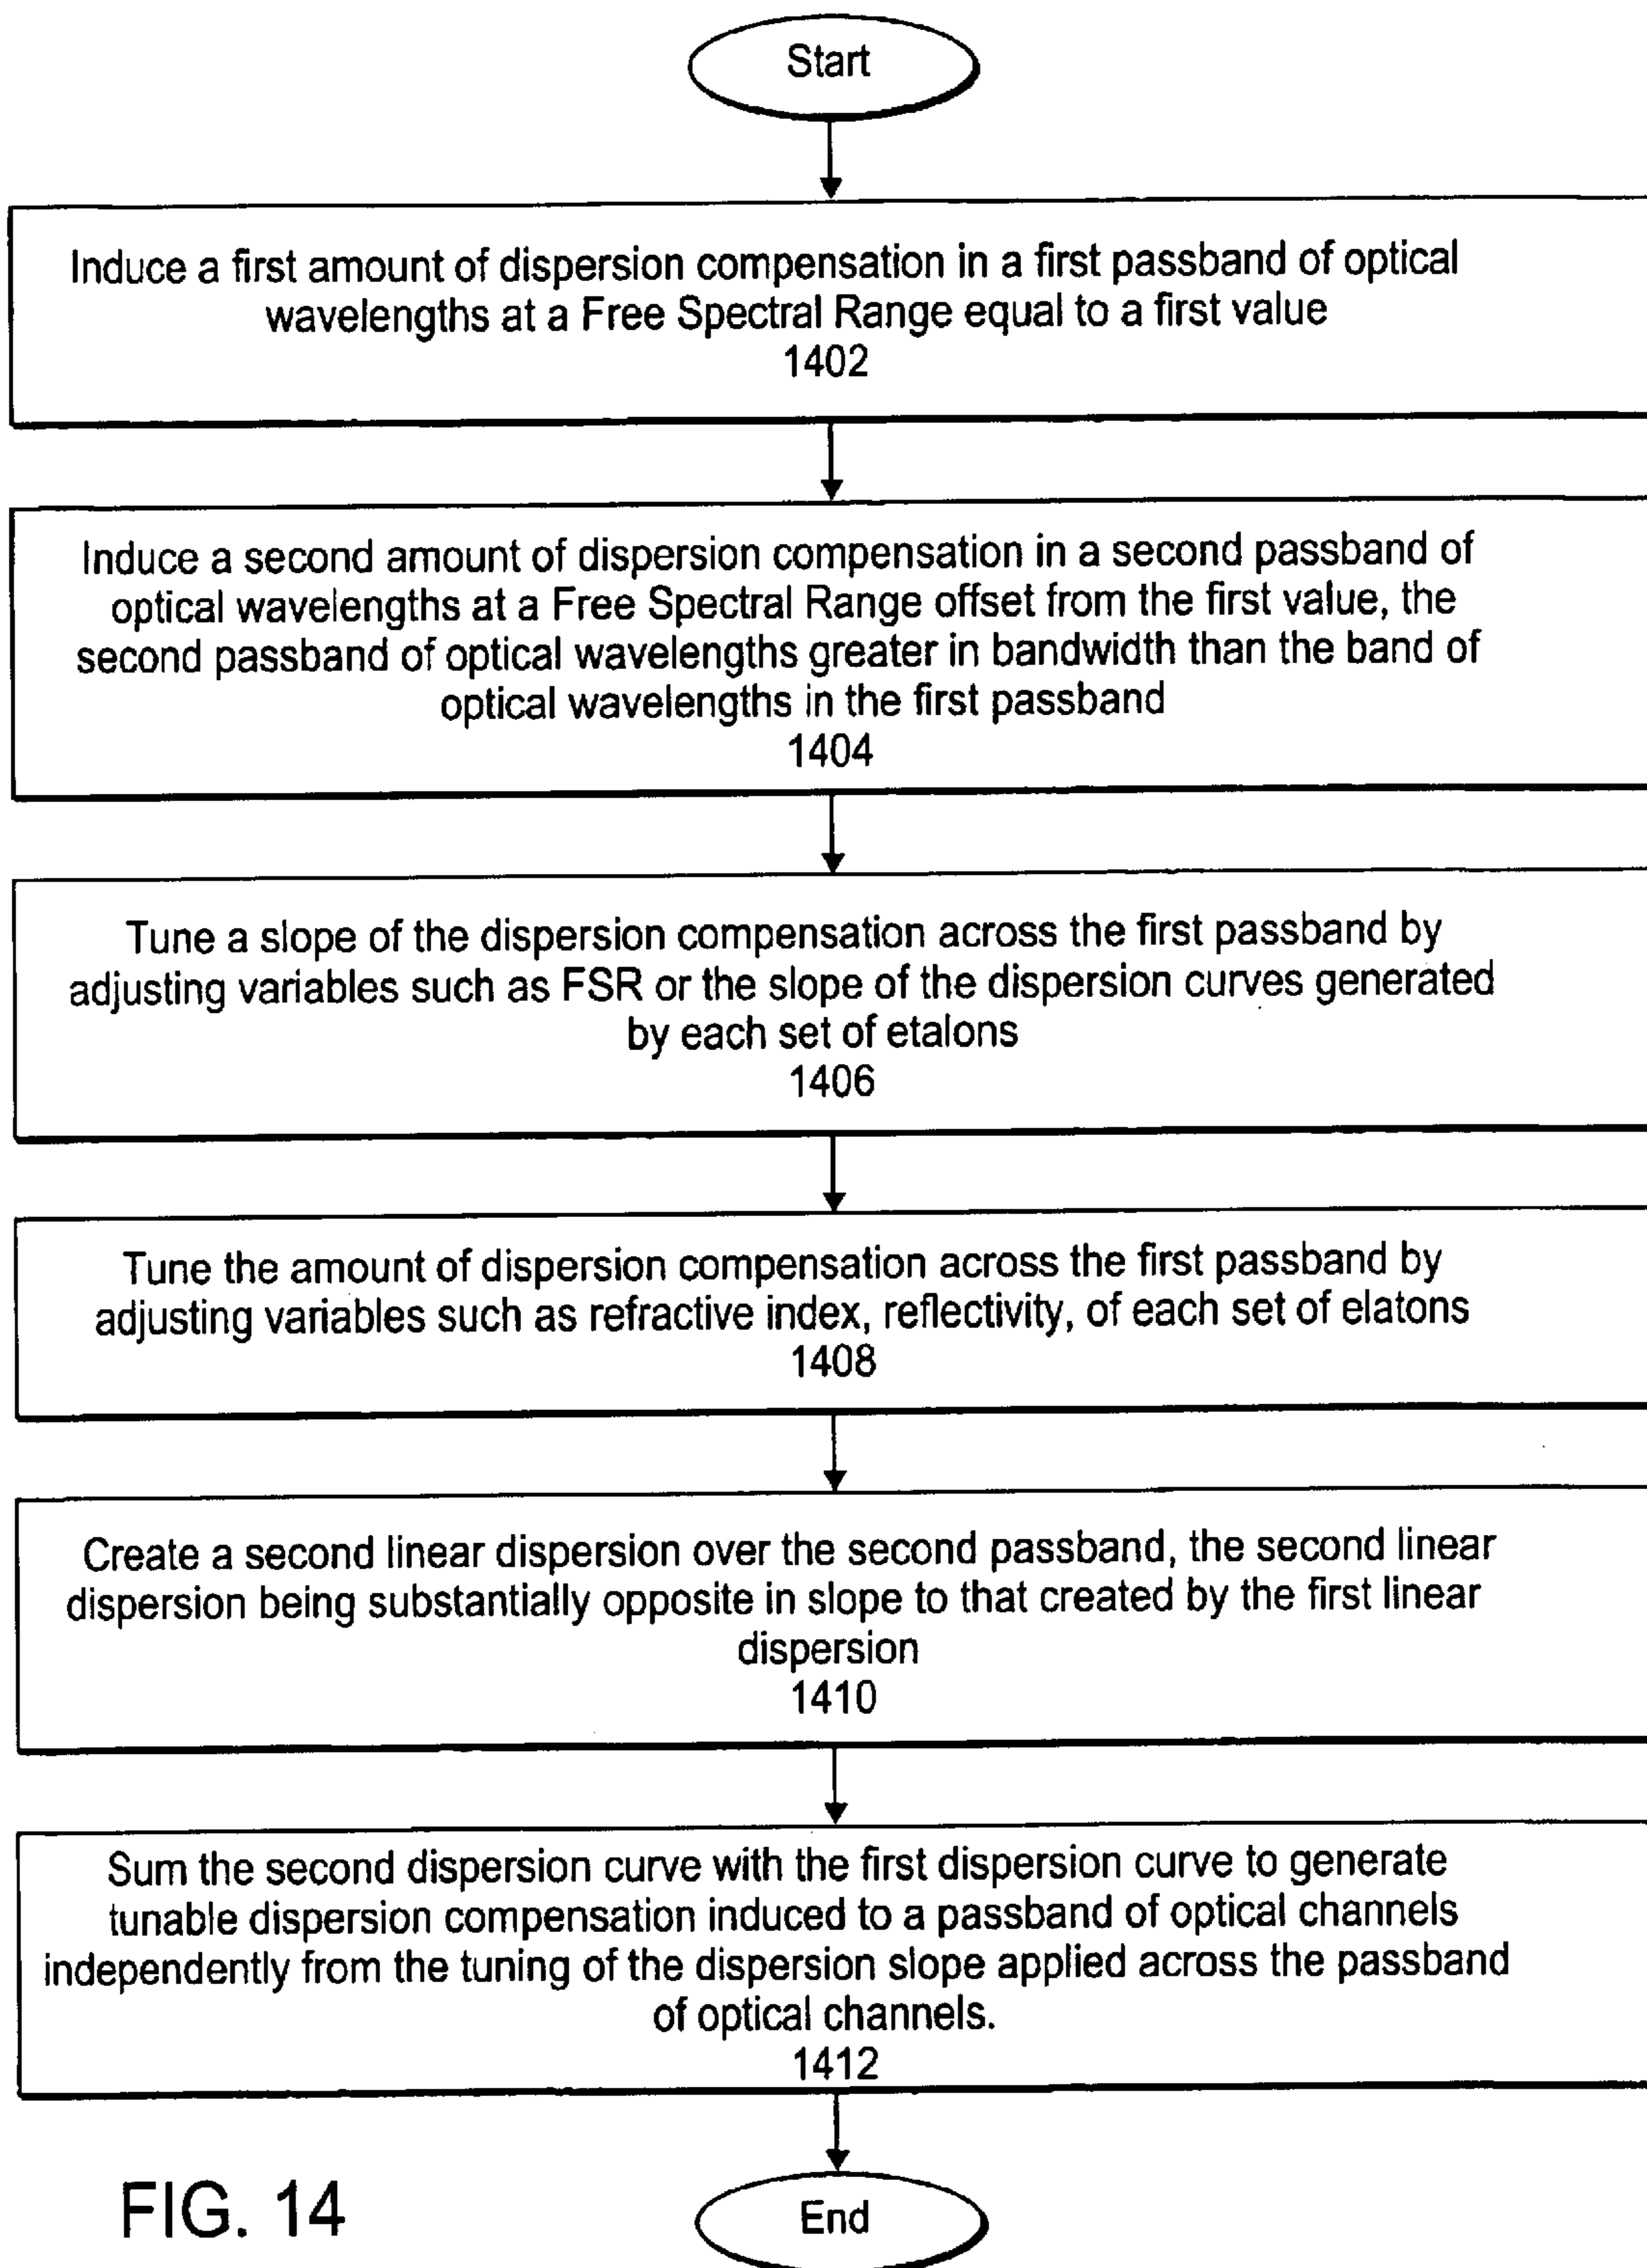 Start
Induce a first amount of dispersion compensation in a first passband of optical
wavelengths at a Free Spectral Range equal to a first value
1402
Induce a second amount of dispersion compensation in a second passband of
optical wavelengths at a Free Spectral Range offset from the first value, the
second passband of optical wavelengths greater in bandwidth than the band of
optical wavelengths in the first passband
1404
Tune a slope of the dispersion compensation across the first passband by
adjusting variables such as FSR or the slope of the dispersion curves generated
by each set of etalons
1406
Tune the amount of dispersion compensation across the first passband by
adjusting variables such as refractive index, reflectivity, of each set of elatons
1408
Create a second linear dispersion over the second passband, the second linear
dispersion being substantially opposite in slope to that created by the first linear
dispersion
1410
Sum the second dispersion curve with the first dispersion curve to generate
tunable dispersion compensation induced to a passband of optical channels
independently from the tuning of the dispersion slope applied across the passband
of optical channels.
1412
End
FIG. 14